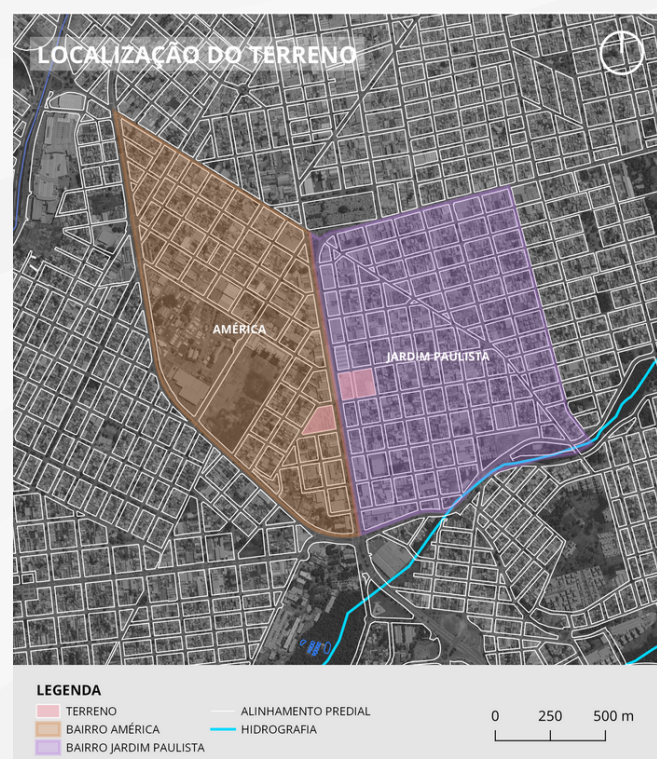 LOCALIZAÇÃO DO TERRENO
AMÉRICA
JARDIM PAULISTA
LEGENDA
TERRENO
BAIRRO AMÉRICA
BAIRRO JARDIM PAULISTA
ALINHAMENTO PREDIAL
HIDROGRAFIA
0 250 500 m